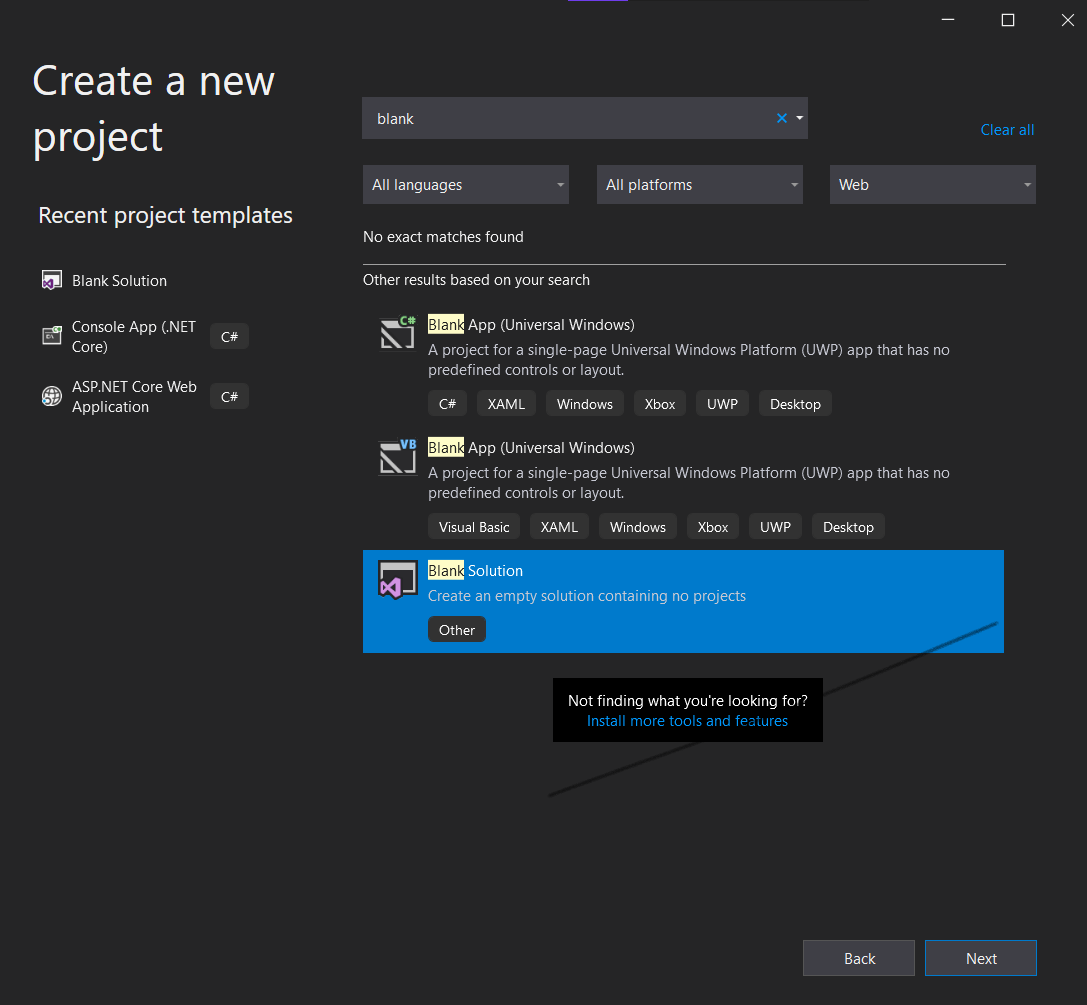 Create a new
project
blank
Clear all
All languages
All platforms
Web
Recent project templates
Blank Solution
Console App (.NET
Core)
C#
ASP.NET Core Web
Application
C#
No exact matches found
Other results based on your search
C#
Blank App (Universal Windows)
A project for a single-page Universal Windows Platform (UWP) app that has no
predefined controls or layout.
C# XAML Windows Xbox UWP Desktop
VB
Blank App (Universal Windows)
A project for a single-page Universal Windows Platform (UWP) app that has no
predefined controls or layout.
Visual Basic XAML Windows Xbox UWP Desktop
Blank Solution
Create an empty solution containing no projects
Other
Not finding what you're looking for?
Install more tools and features
Back
Next